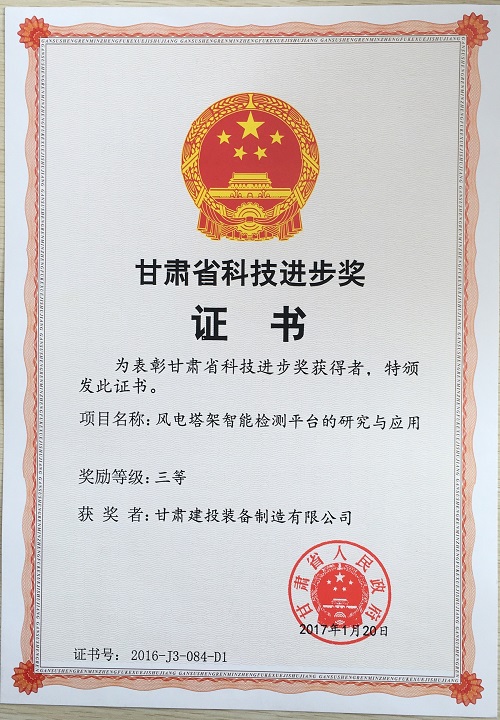 GANSUSHENGRENMINZHENGFUKEXUEJISHUJIANG
甘肃省科技进步奖
证 书
为表彰甘肃省科技进步奖获得者，特颁
发此证书。
项目名称：风电塔架智能检测平台的研究与应用
奖励等级：三等
获 奖 者：甘肃建投装备制造有限公司
甘肃省人民政府
2017年1月20日
证书号： 2016-J3-084-D1